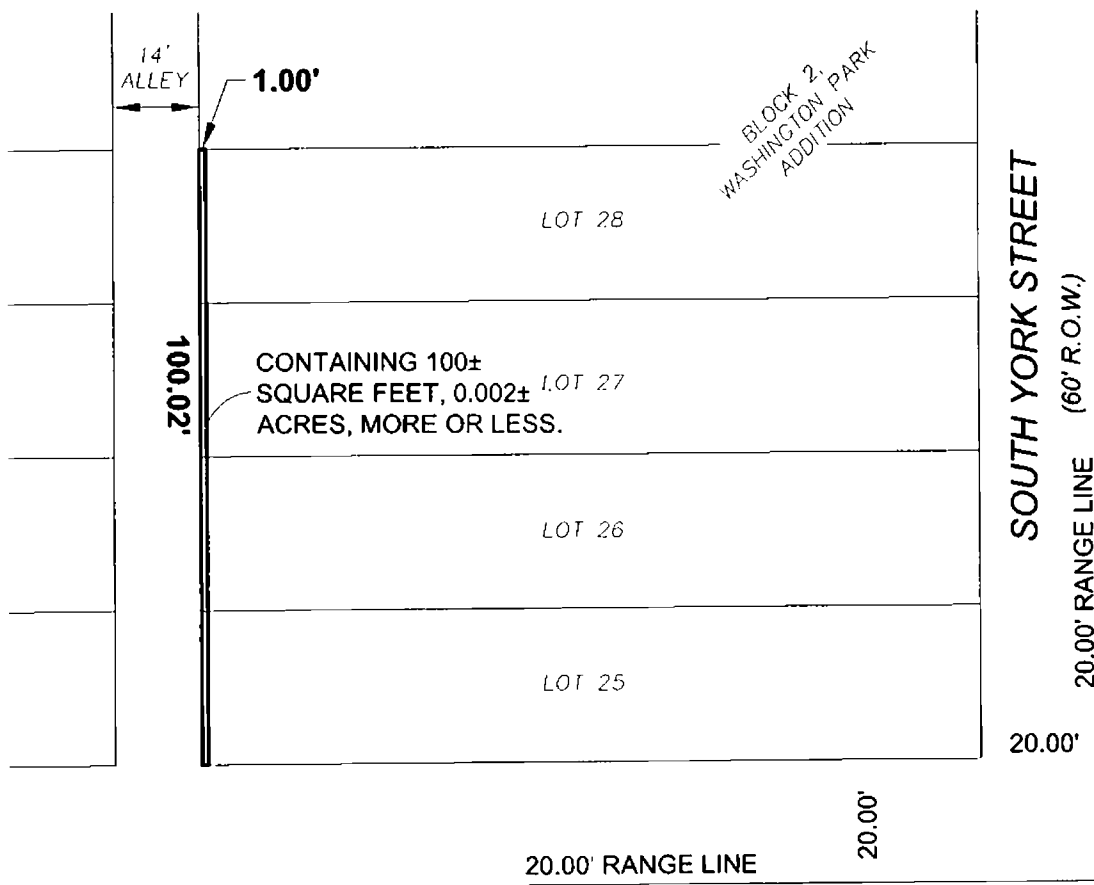 14'
ALLEY
1.00'
BLOCK 2,
WASHINGTON PARK
ADDITION
LOT 28
SOUTH YORK STREET
(60' R.O.W.)
100.02'
CONTAINING 100±
SQUARE FEET, 0.002±
ACRES, MORE OR LESS.
LOT 27
LOT 26
20.00' RANGE LINE
LOT 25
20.00'
20.00'
20.00' RANGE LINE